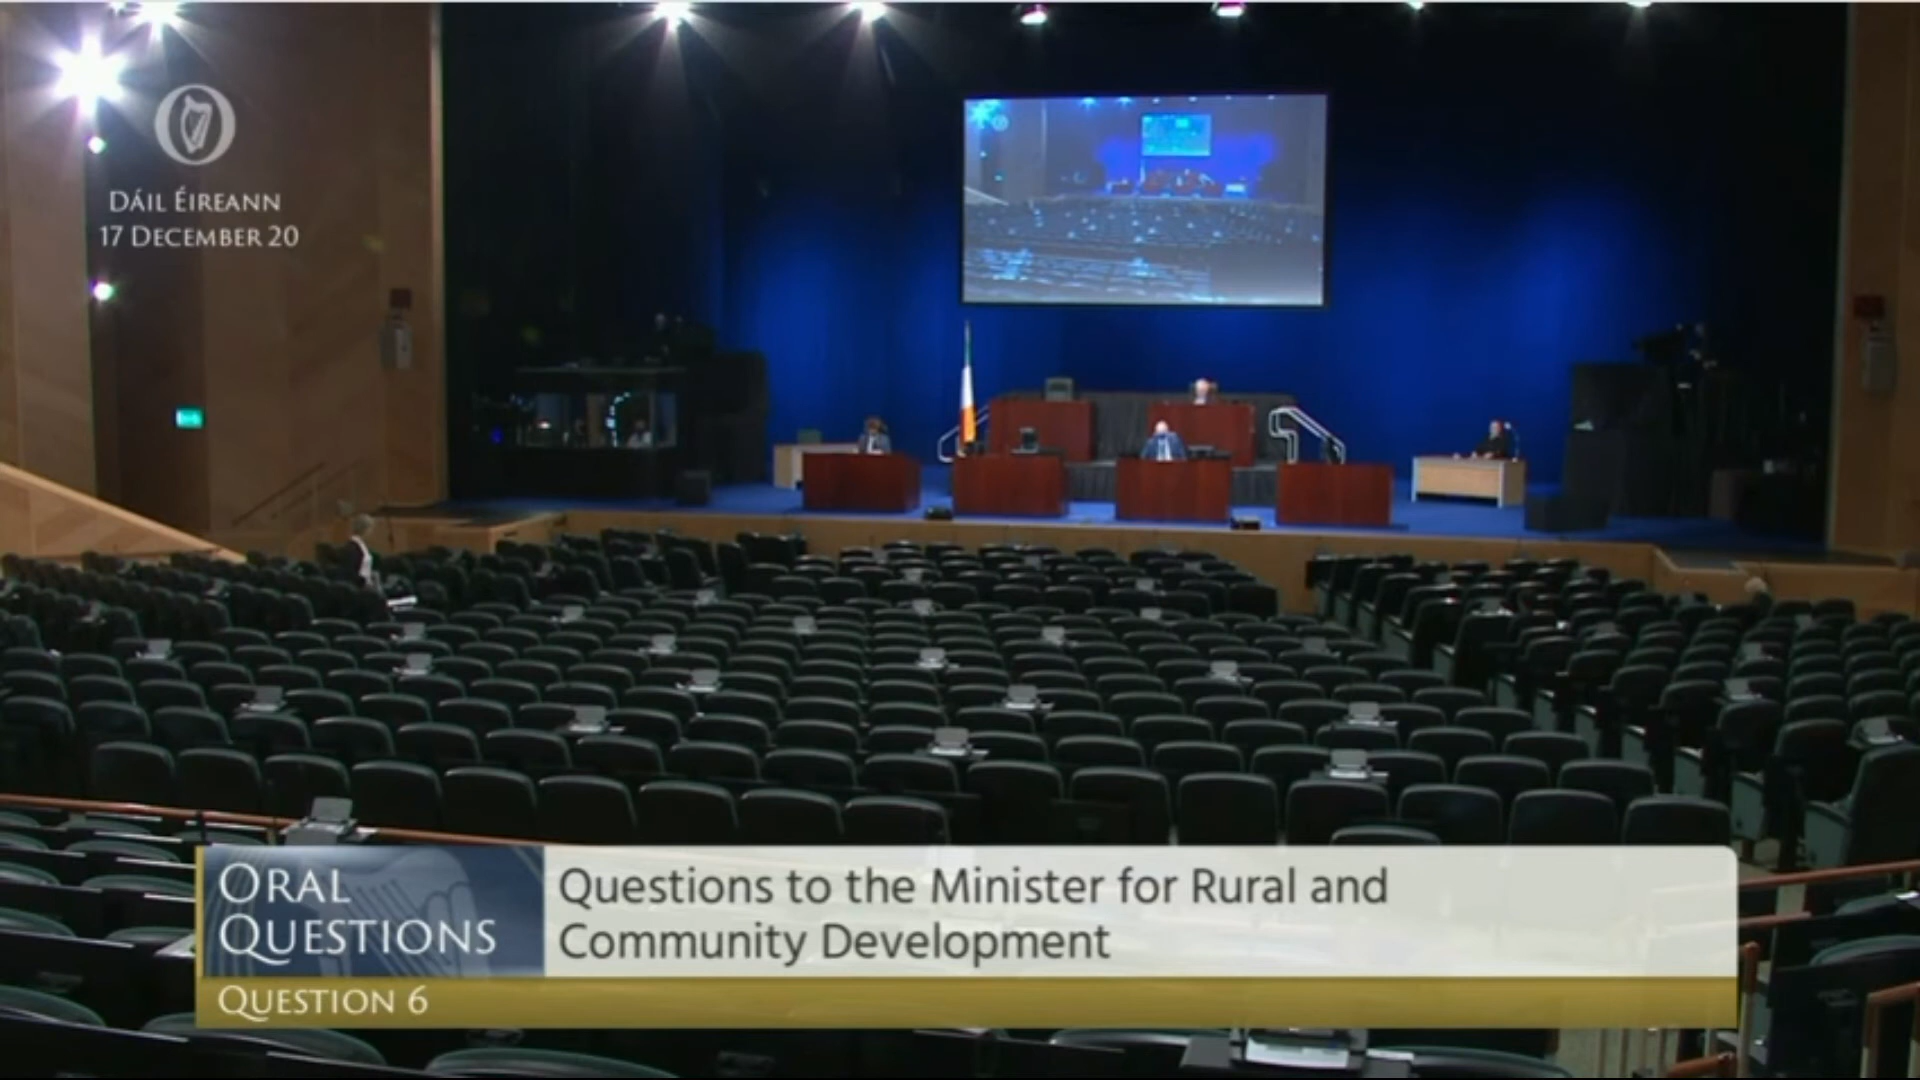 DÁIL ÉIREANN
17 DECEMBER 20
ORAL
QUESTIONS
Questions to the Minister for Rural and
Community Development
QUESTION 6